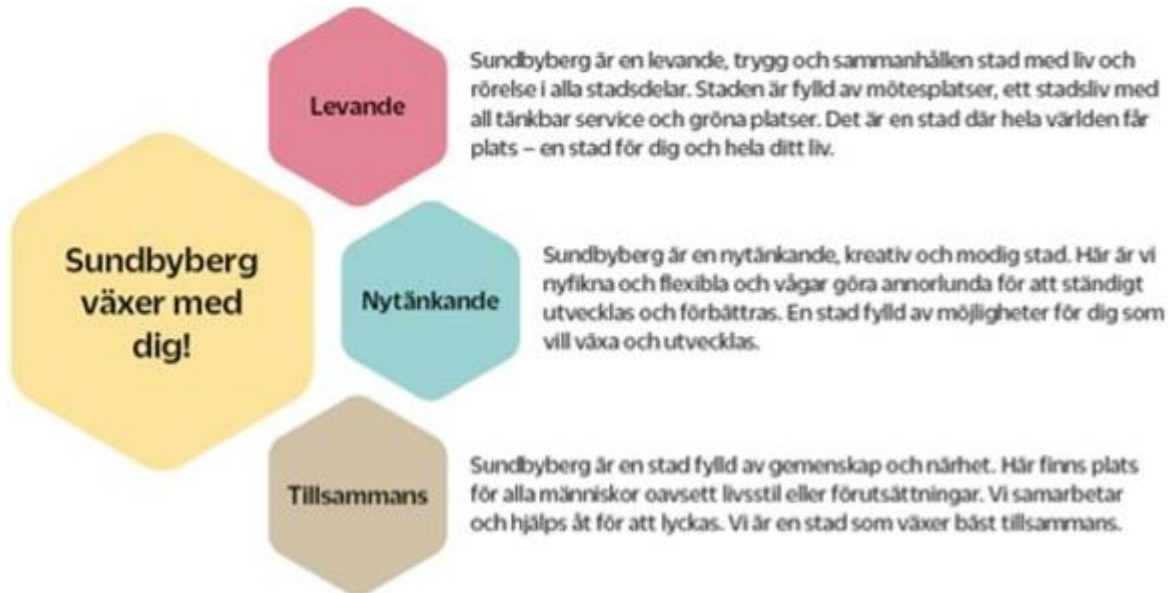 Sundbyberg
växer med
dig!
Levande
Sundbyberg är en levande, trygg och sammanhållen stad med liv och
rörelse i alla stadsdelar. Staden är fylld av mötesplatser, ett stadsliv med
all tänkbar service och gröna platser. Det är en stad där hela världen får
plats – en stad för dig och hela ditt liv.
Nytänkande
Sundbyberg är en nytänkande, kreativ och modig stad. Här är vi
nyfikna och flexibla och vågar göra annorlunda för att ständigt
utvecklas och förbättras. En stad fylld av möjligheter för dig som
vill växa och utvecklas.
Tillsammans
Sundbyberg är en stad fylld av gemenskap och närhet. Här finns plats
för alla människor oavsett livsstil eller förutsättningar. Vi samarbetar
och hjälps åt för att lyckas. Vi är en stad som växer bäst tillsammans.